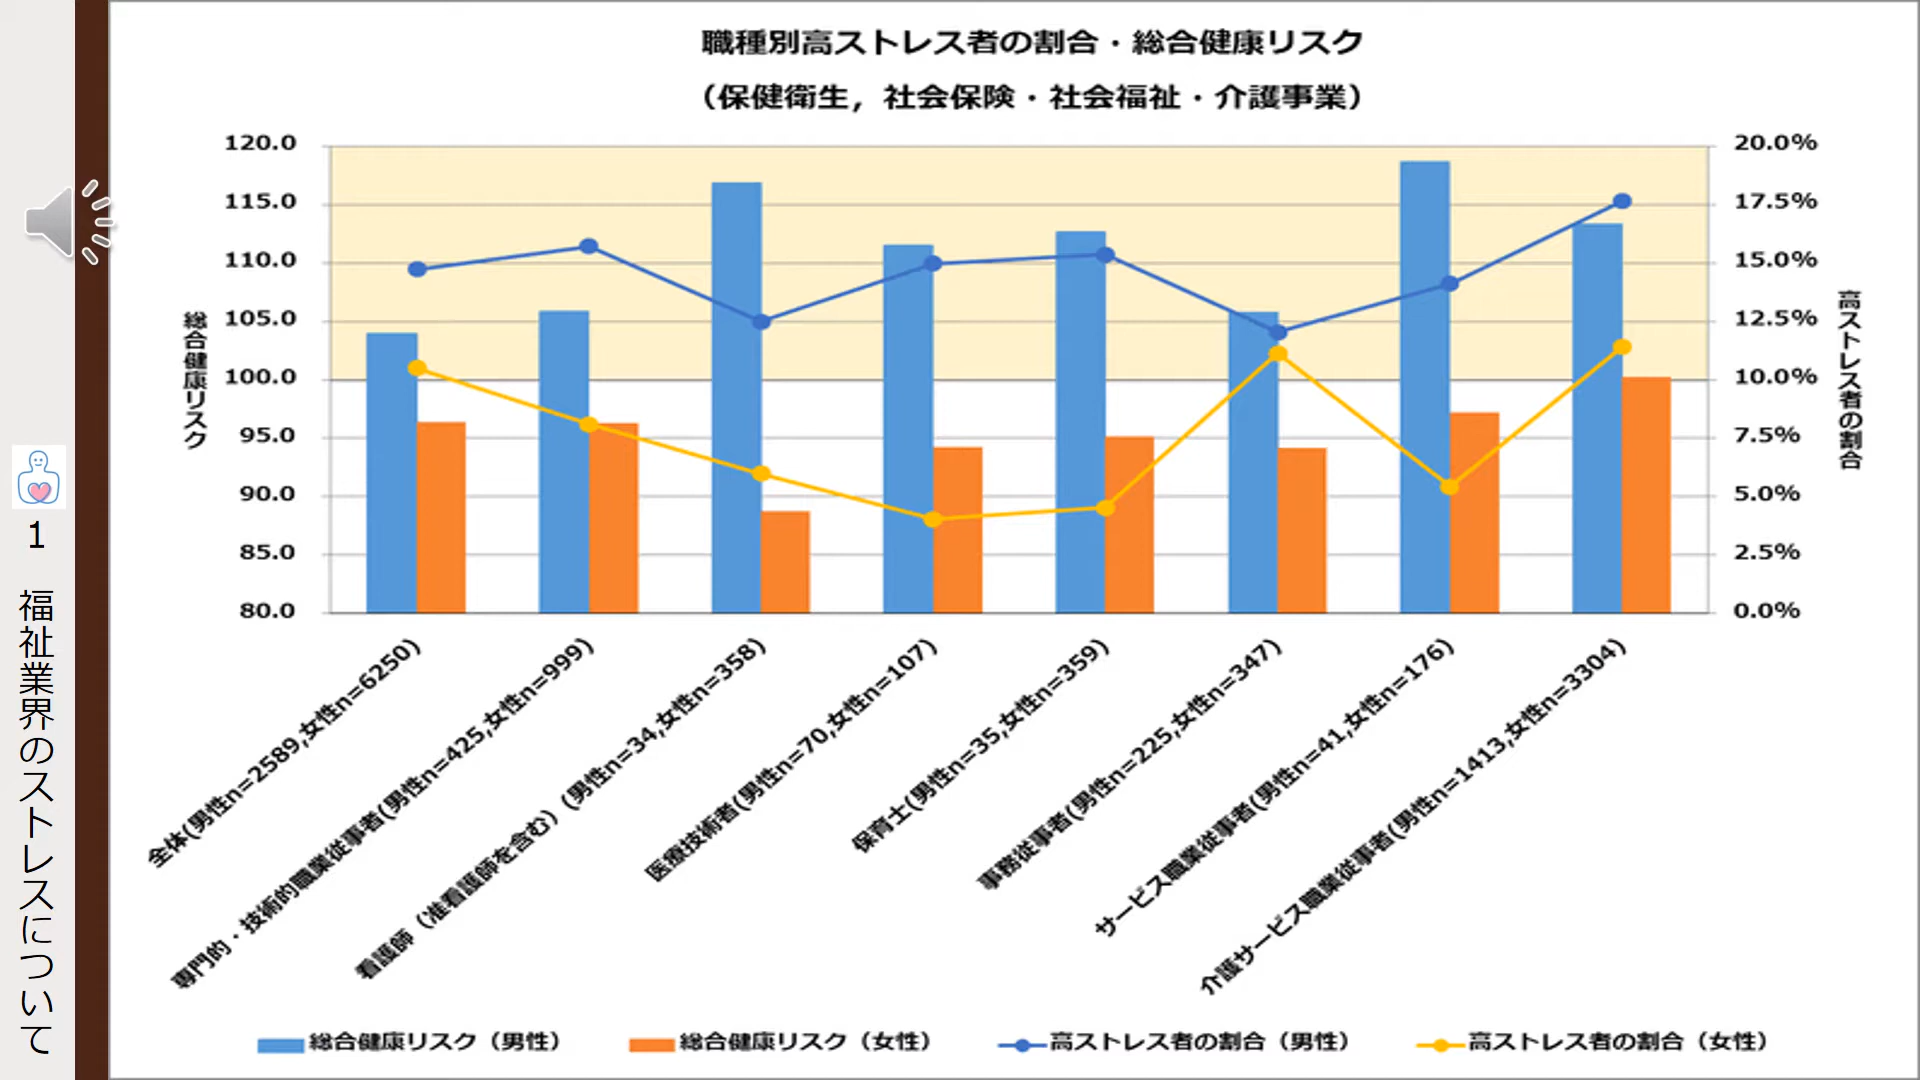 職種別高ストレス者の割合・総合健康リスク
（保健衛生，社会保険・社会福祉・介護事業）
120.0
115.0
110.0
105.0
100.0
95.0
90.0
85.0
80.0
総合健康リスク
20.0%
17.5%
15.0%
12.5%
10.0%
7.5%
5.0%
2.5%
0.0%
高ストレス者の割合
全体(男性n=2589,女性n=6250)
専門的・技術的職業従事者(男性n=425,女性n=999)
看護師（准看護師を含む）(男性n=34,女性n=358)
医療技術者(男性n=70,女性n=107)
保育士(男性n=35,女性n=359)
事務従事者(男性n=225,女性n=347)
サービス職業従事者(男性n=41,女性n=176)
介護サービス職業従事者(男性n=1413,女性n=3304)
総合健康リスク（男性）
総合健康リスク（女性）
高ストレス者の割合（男性）
高ストレス者の割合（女性）
1 福祉業界のストレスについて